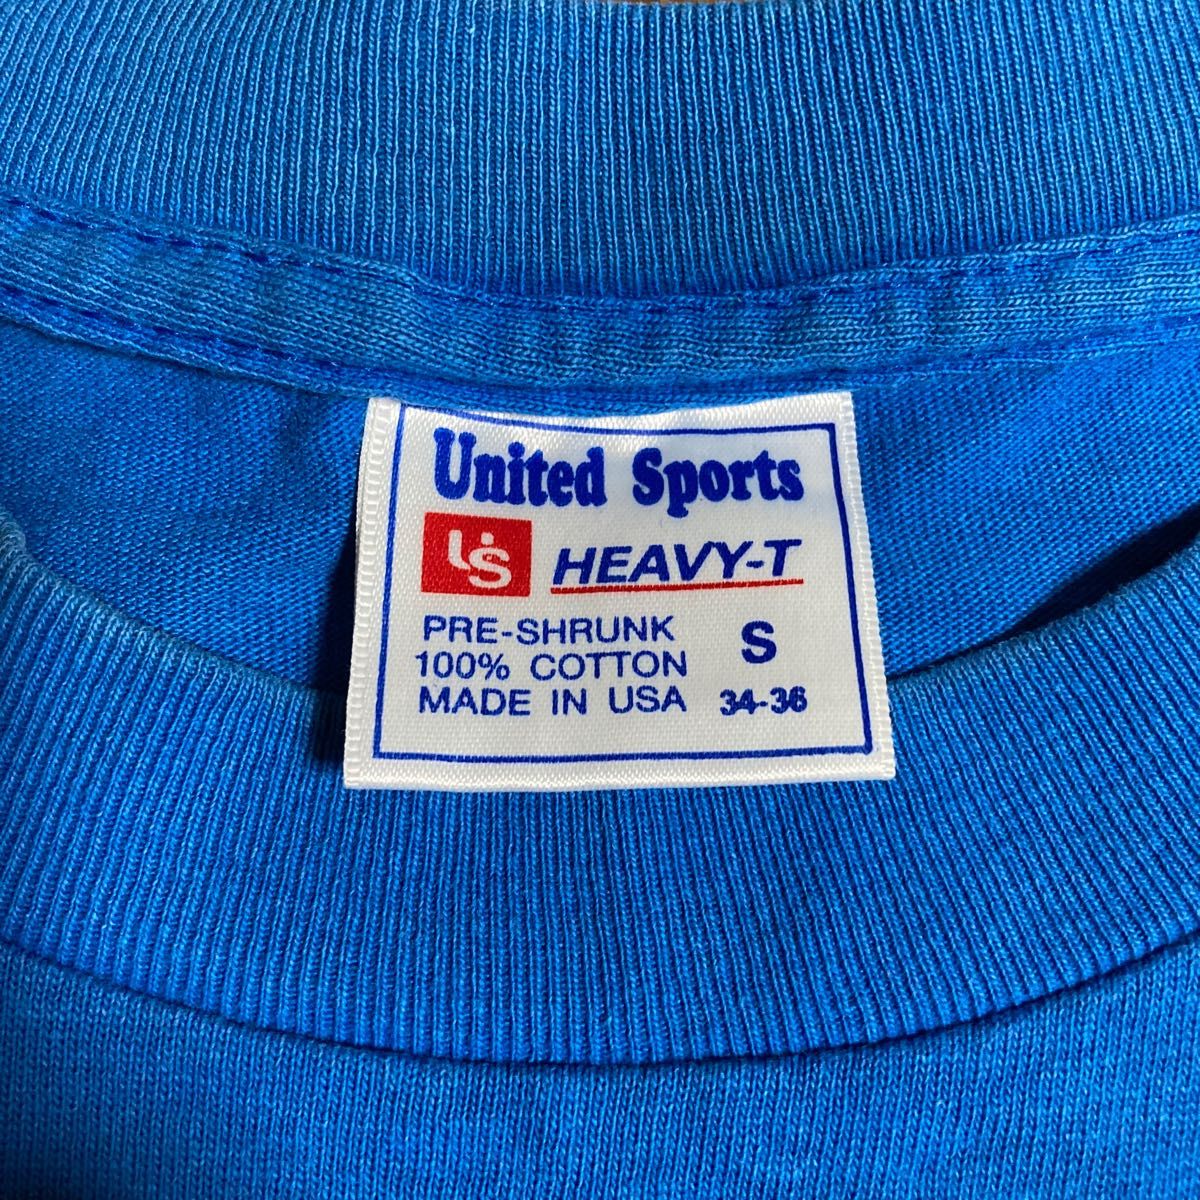 United Sports
US HEAVY-T
PRE-SHRUNK
100% COTTON
MADE IN USA
S
34-36